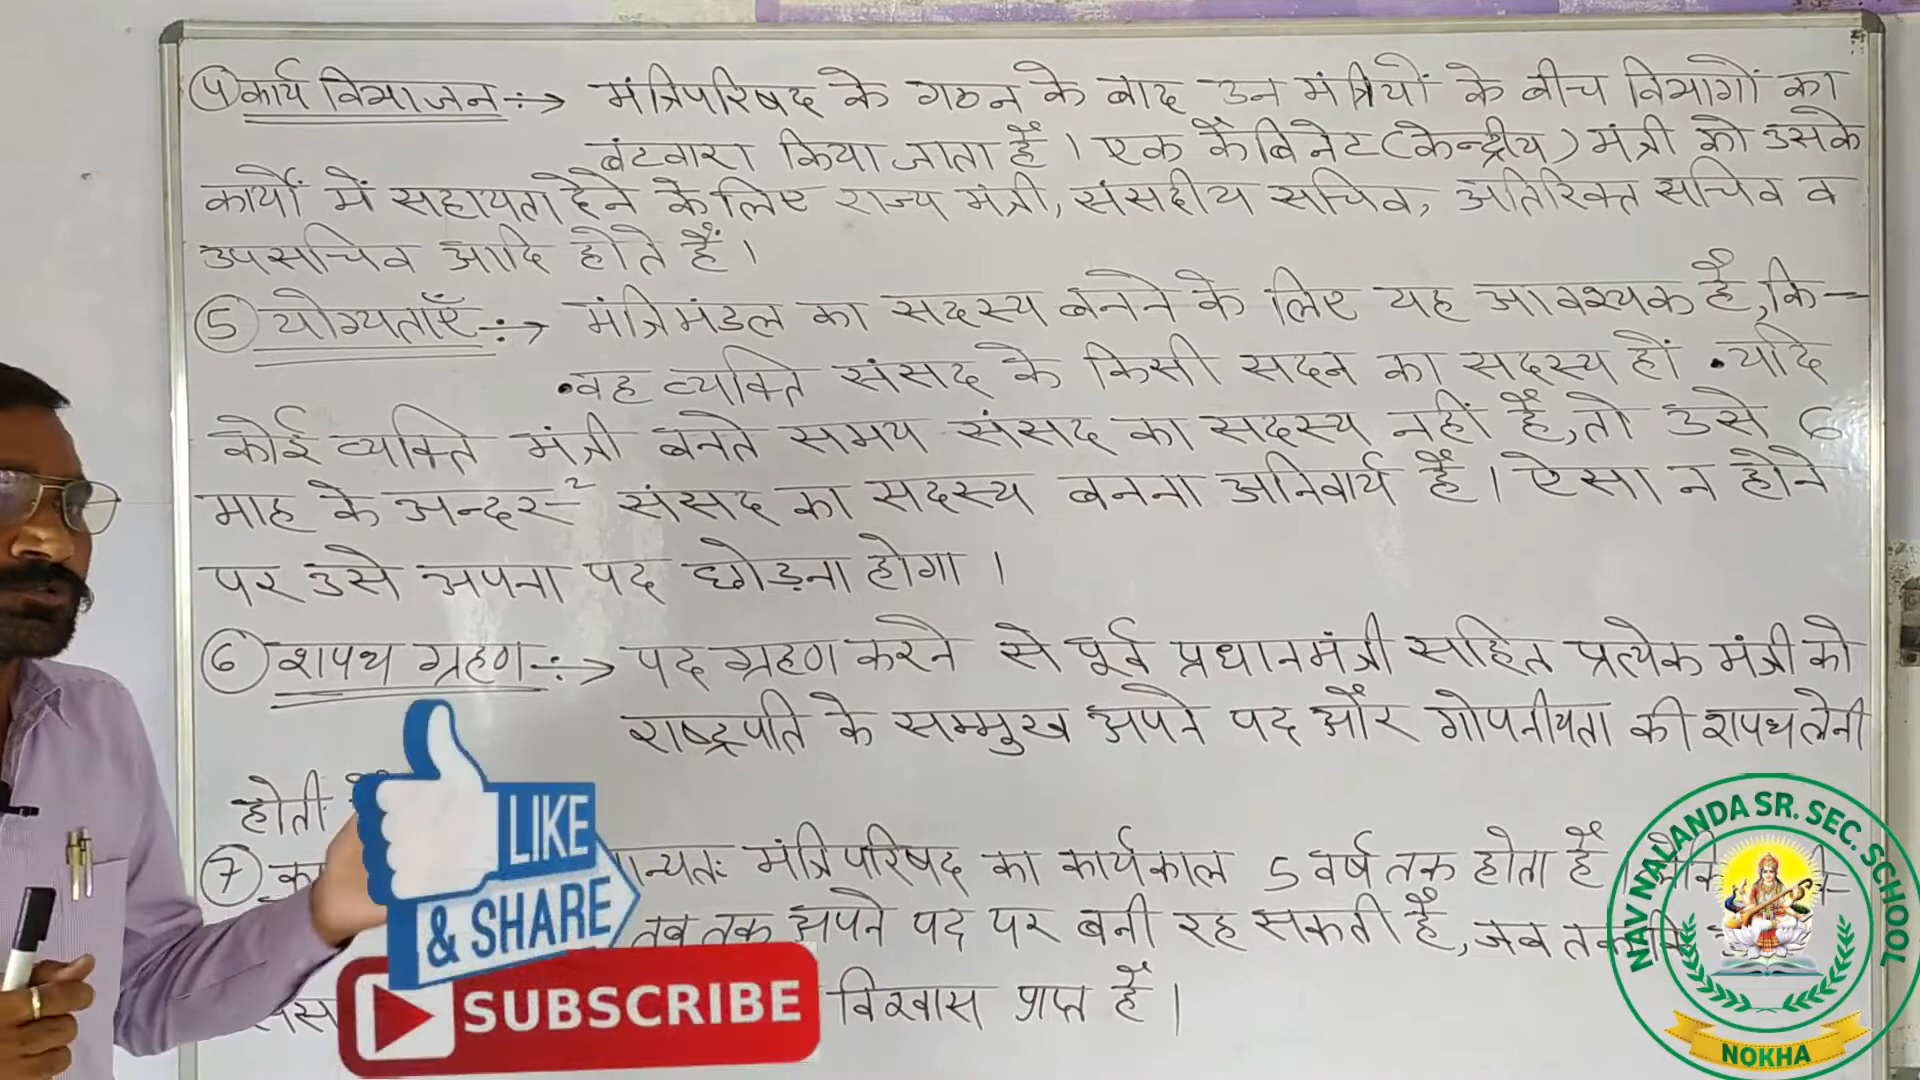 ④ कार्य विभाजन ÷→ मंत्रिपरिषद के गठन के बाद उन मंत्रियों के बीच विभागों का
बंटवारा किया जाता है। एक कैबिनेट (केन्द्रीय) मंत्री को उसके
कार्यों में सहायता देने के लिए राज्य मंत्री, संसदीय सचिव, अतिरिक्त सचिव व
उपसचिव आदि होते हैं।
⑤ योग्यताएँ ÷→ मंत्रिमंडल का सदस्य बनने के लिए यह आवश्यक है, कि—
•वह व्यक्ति संसद के किसी सदन का सदस्य हों •यदि
कोई व्यक्ति मंत्री बनते समय संसद का सदस्य नहीं है, तो उसे 6
माह के अन्दर-2 संसद का सदस्य बनना अनिवार्य हैं। ऐसा न होने
पर उसे अपना पद छोड़ना होगा।
⑥ शपथ ग्रहण ÷→ पद ग्रहण करने से पूर्व प्रधानमंत्री सहित प्रत्येक मंत्री को
राष्ट्रपति के सम्मुख अपने पद और गोपनीयता की शपथ लेनी
होती
⑦ मंत्रिपरिषद का कार्यकाल 5 वर्ष तक होता है
तब तक अपने पद पर बनी रह सकती है, जब तक
विश्वास प्राप्त है।
LIKE
& SHARE
SUBSCRIBE
NAV NALANDA SR. SEC. SCHOOL
NOKHA